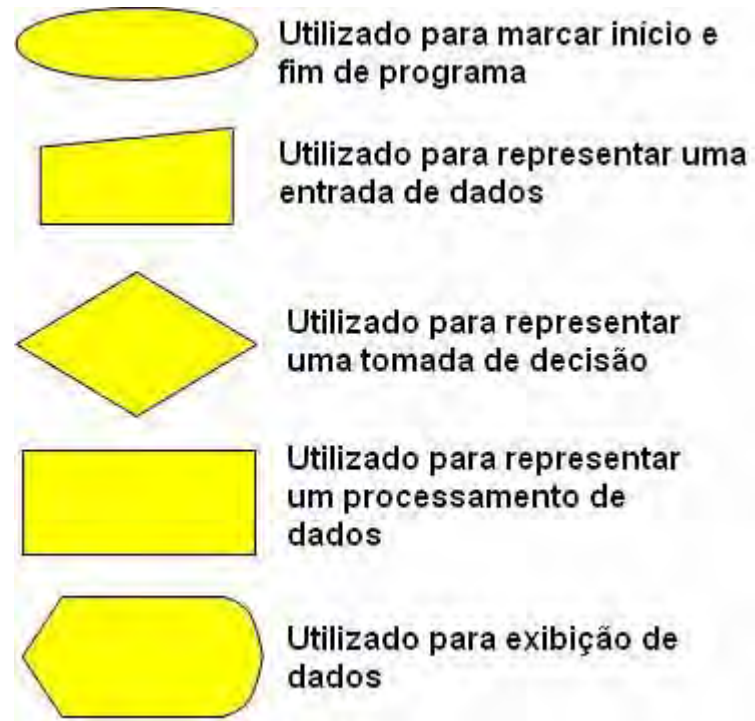 Utilizado para marcar início e
fim de programa
Utilizado para representar uma
entrada de dados
Utilizado para representar
uma tomada de decisão
Utilizado para representar
um processamento de
dados
Utilizado para exibição de
dados